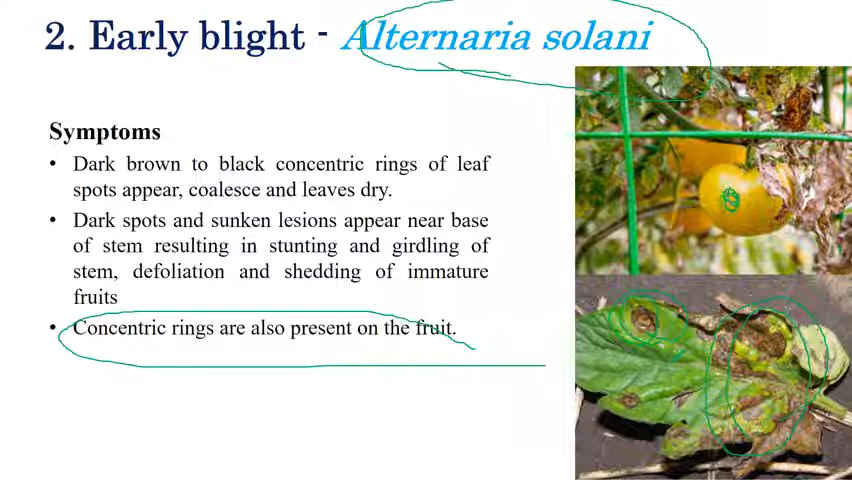 2. Early blight - Alternaria solani
Symptoms
• Dark brown to black concentric rings of leaf
spots appear, coalesce and leaves dry.
• Dark spots and sunken lesions appear near base
of stem resulting in stunting and girdling of
stem, defoliation and shedding of immature
fruits
• Concentric rings are also present on the fruit.